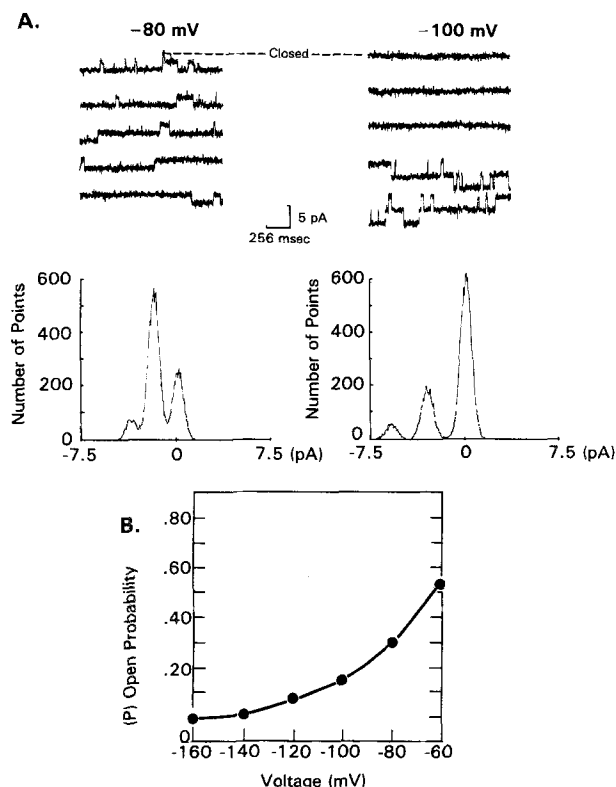 A.
−80 mV
−100 mV
Closed
5 pA
256 msec
Number of Points
600
400
200
0
-7.5
0
7.5 (pA)
Number of Points
600
400
200
0
-7.5
0
7.5 (pA)
B.
(P) Open Probability
.80
.60
.40
.20
0
-160
-140
-120
-100
-80
-60
Voltage (mV)